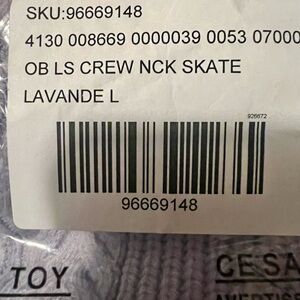 SKU:96669148
4130 008669 0000039 0053 07000
OB LS CREW NCK SKATE
LAVANDE L
926672
96669148
TOY
CE SA